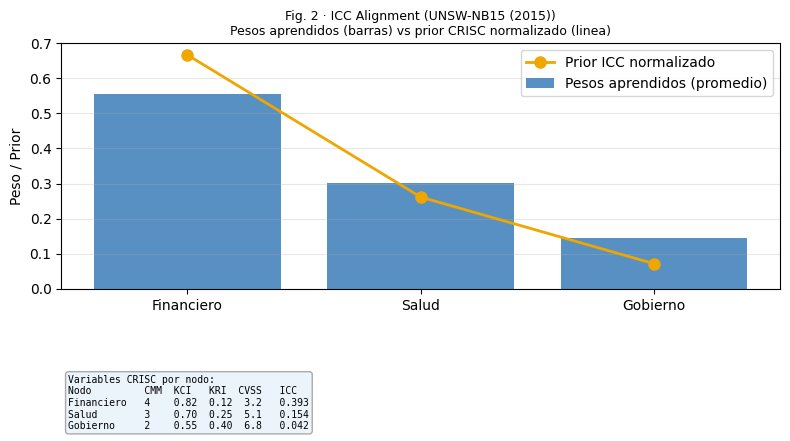 Fig. 2 · ICC Alignment (UNSW-NB15 (2015))
Pesos aprendidos (barras) vs prior CRISC normalizado (linea)
Peso / Prior
0.7
0.6
0.5
0.4
0.3
0.2
0.1
0.0
Prior ICC normalizado
Pesos aprendidos (promedio)
Financiero Salud Gobierno
Variables CRISC por nodo:
Nodo CMM KCI KRI CVSS ICC
Financiero 4 0.82 0.12 3.2 0.393
Salud 3 0.70 0.25 5.1 0.154
Gobierno 2 0.55 0.40 6.8 0.042